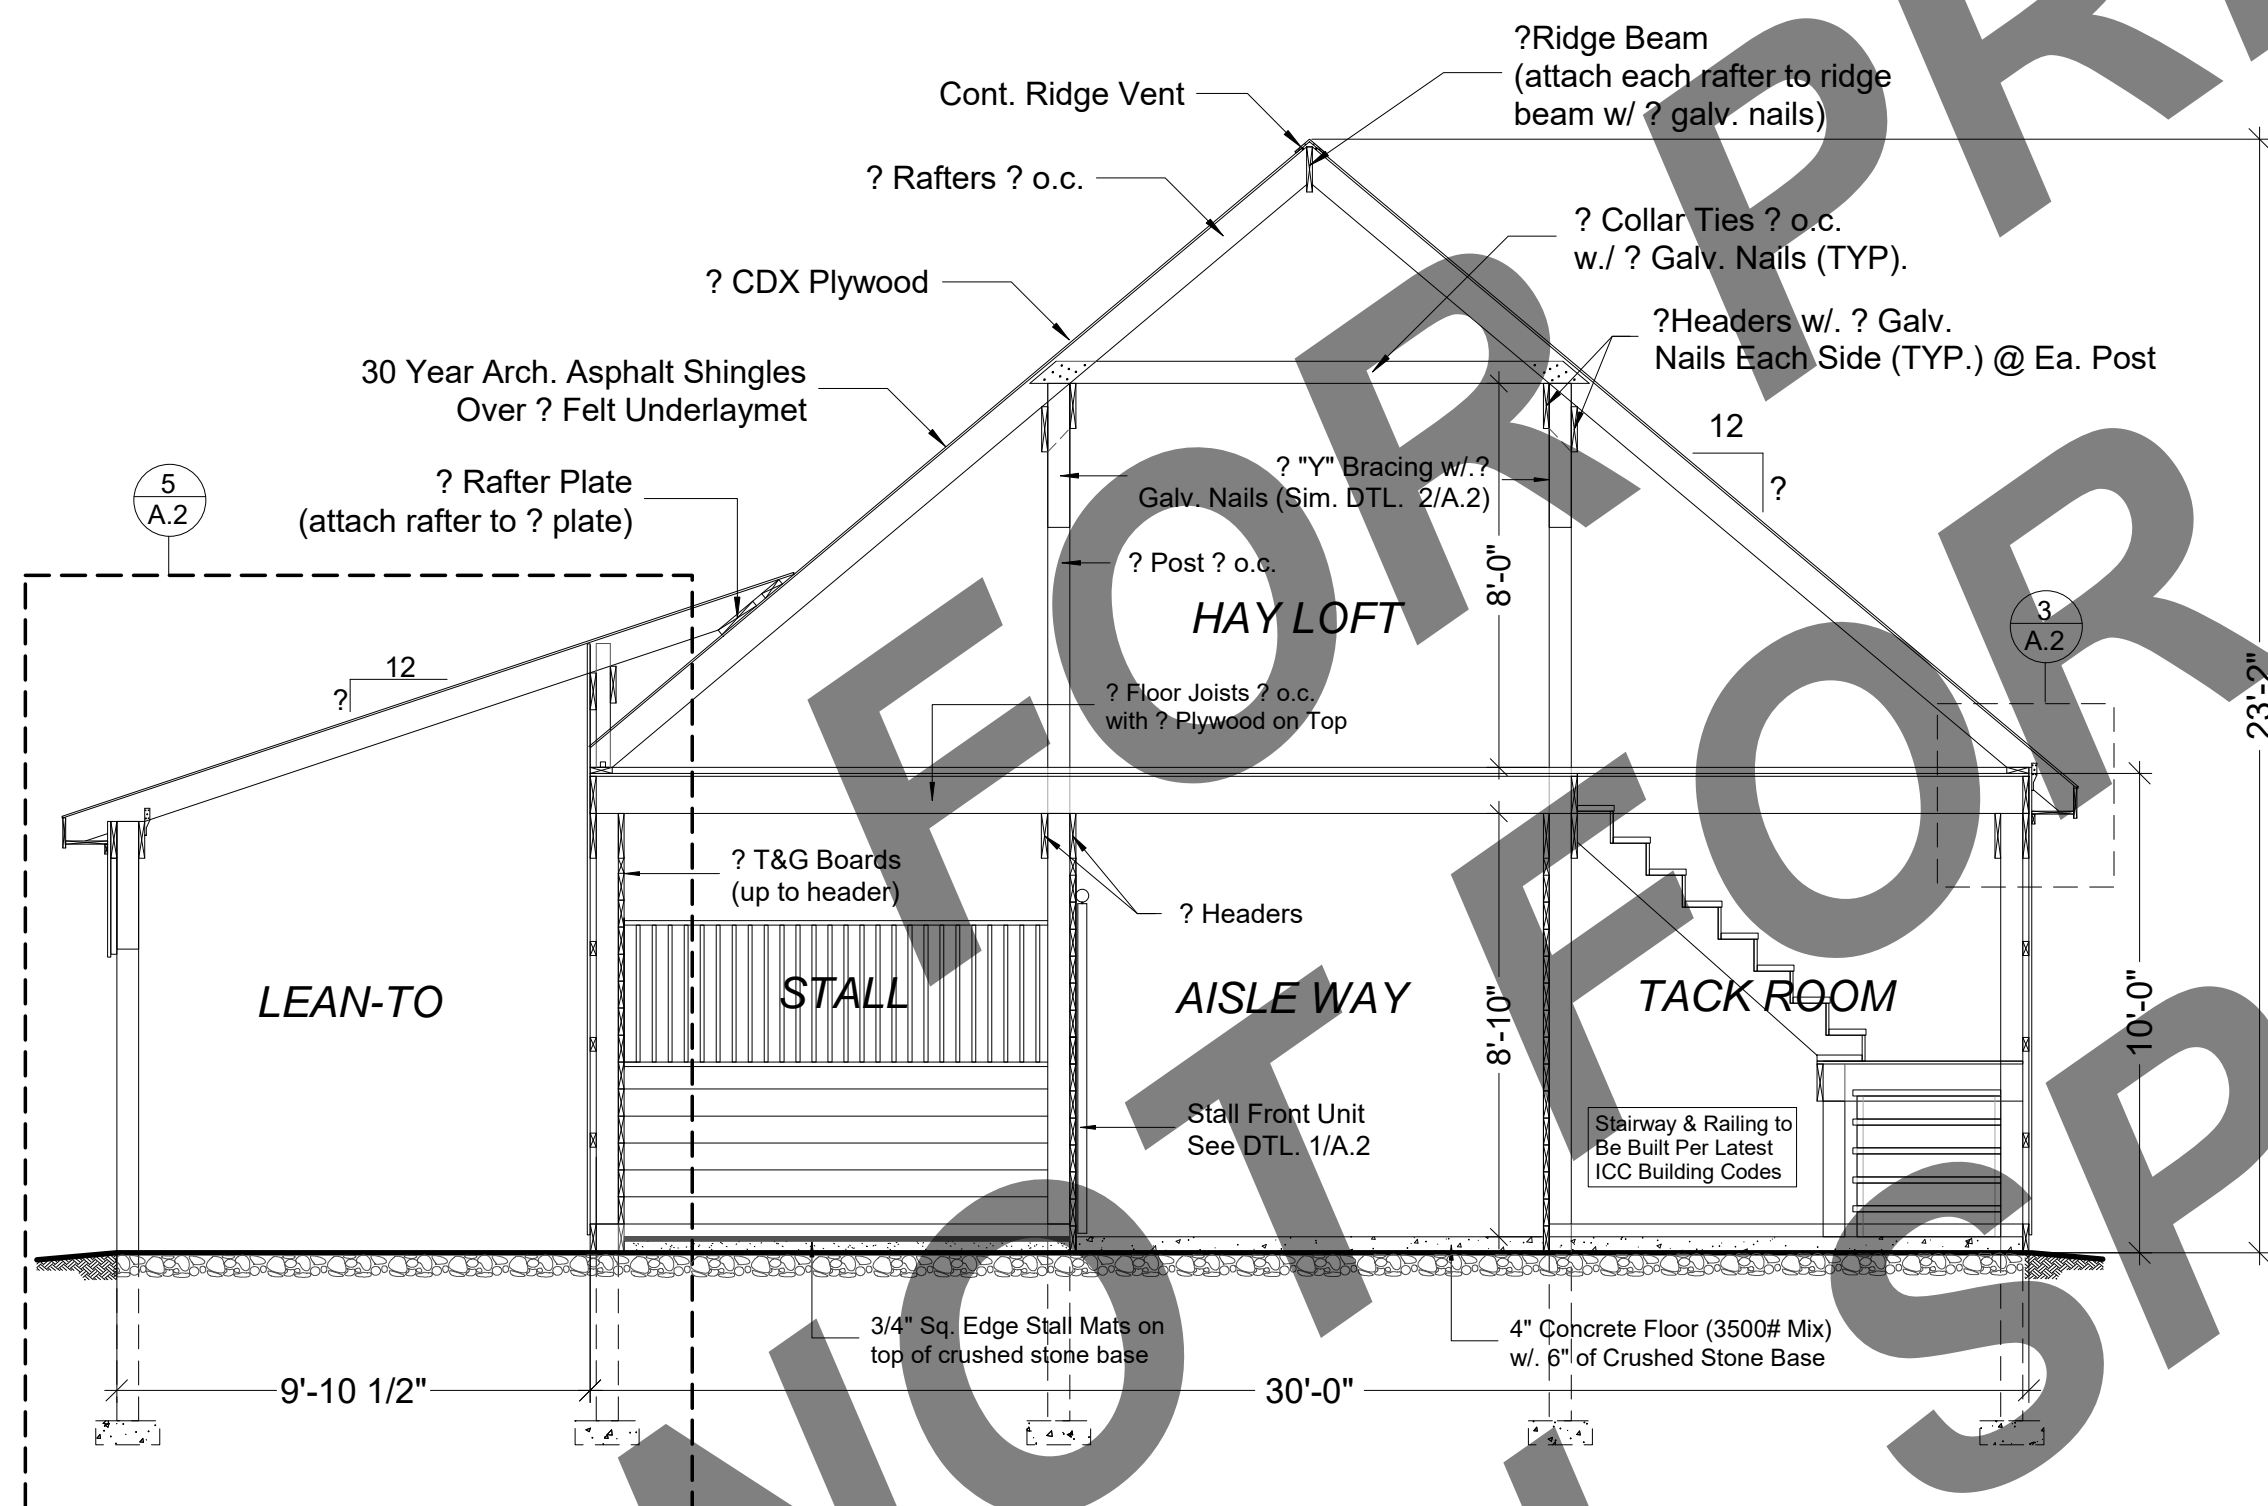 ?Ridge Beam
(attach each rafter to ridge
beam w/ ? galv. nails)
Cont. Ridge Vent
? Rafters ? o.c.
? Collar Ties ? o.c.
w./ ? Galv. Nails (TYP).
? CDX Plywood
?Headers w/. ? Galv.
Nails Each Side (TYP.) @ Ea. Post
30 Year Arch. Asphalt Shingles
Over ? Felt Underlaymet
12
?
? "Y" Bracing w/.?
Galv. Nails (Sim. DTL. 2/A.2)
5
A.2
? Rafter Plate
(attach rafter to ? plate)
? Post ? o.c.
8'-0"
HAY LOFT
3
A.2
12
?
? Floor Joists ? o.c.
with ? Plywood on Top
23'-2"
? T&G Boards
(up to header)
? Headers
LEAN-TO
STALL
AISLE WAY
TACK ROOM
8'-10"
10'-0"
Stall Front Unit
See DTL. 1/A.2
Stairway & Railing to
Be Built Per Latest
ICC Building Codes
3/4" Sq. Edge Stall Mats on
top of crushed stone base
4" Concrete Floor (3500# Mix)
w/. 6" of Crushed Stone Base
9'-10 1/2"
30'-0"
FOR PR
NOT FOR
SP